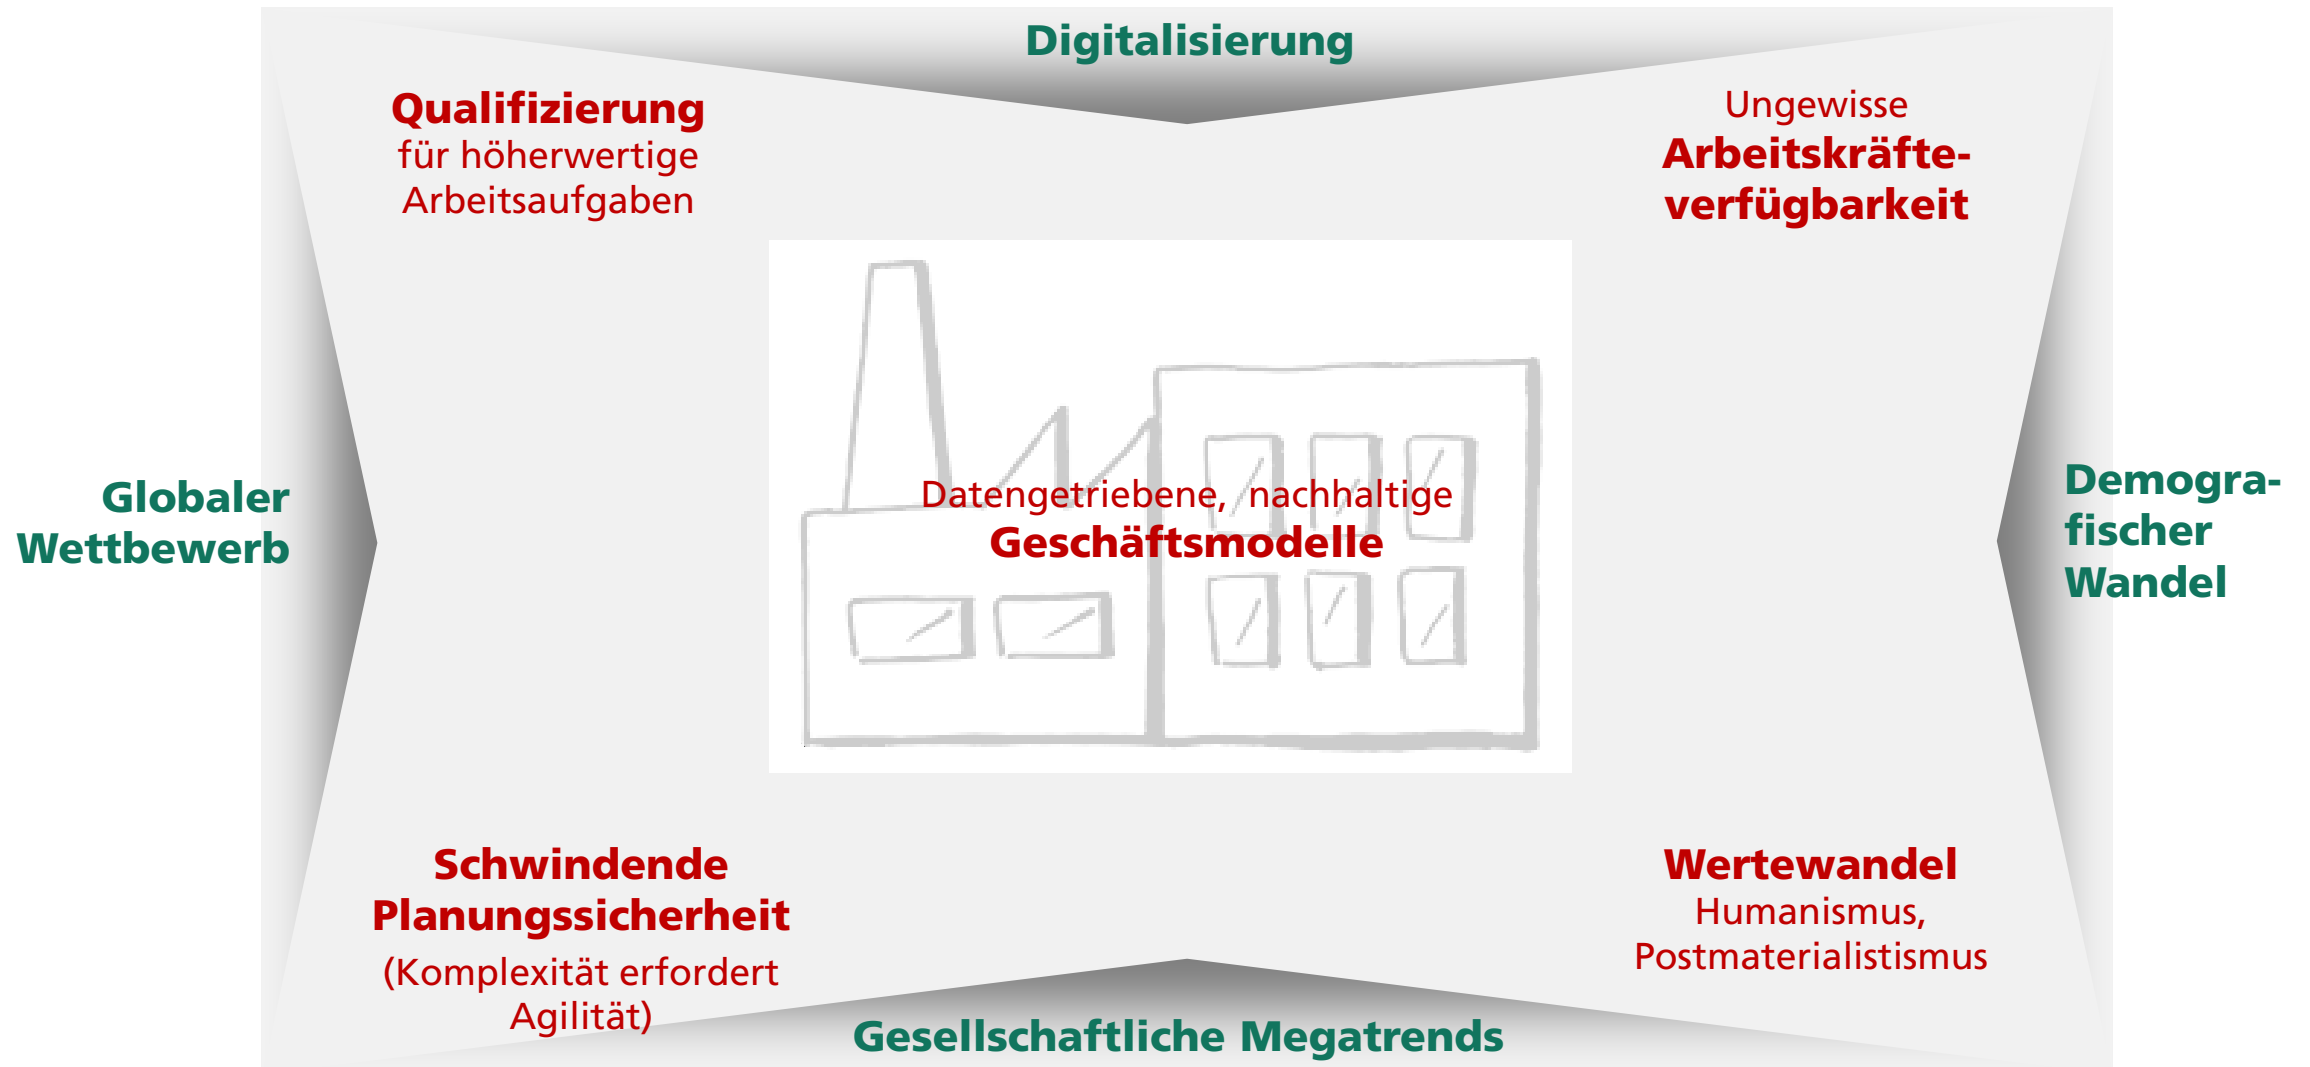 Digitalisierung
Qualifizierung
für höherwertige
Arbeitsaufgaben
Ungewisse
Arbeitskräfte-
verfügbarkeit
Globaler
Wettbewerb
Datengetriebene, nachhaltige
Geschäftsmodelle
Demogra-
fischer
Wandel
Schwindende
Planungssicherheit
(Komplexität erfordert
Agilität)
Wertewandel
Humanismus,
Postmaterialistismus
Gesellschaftliche Megatrends